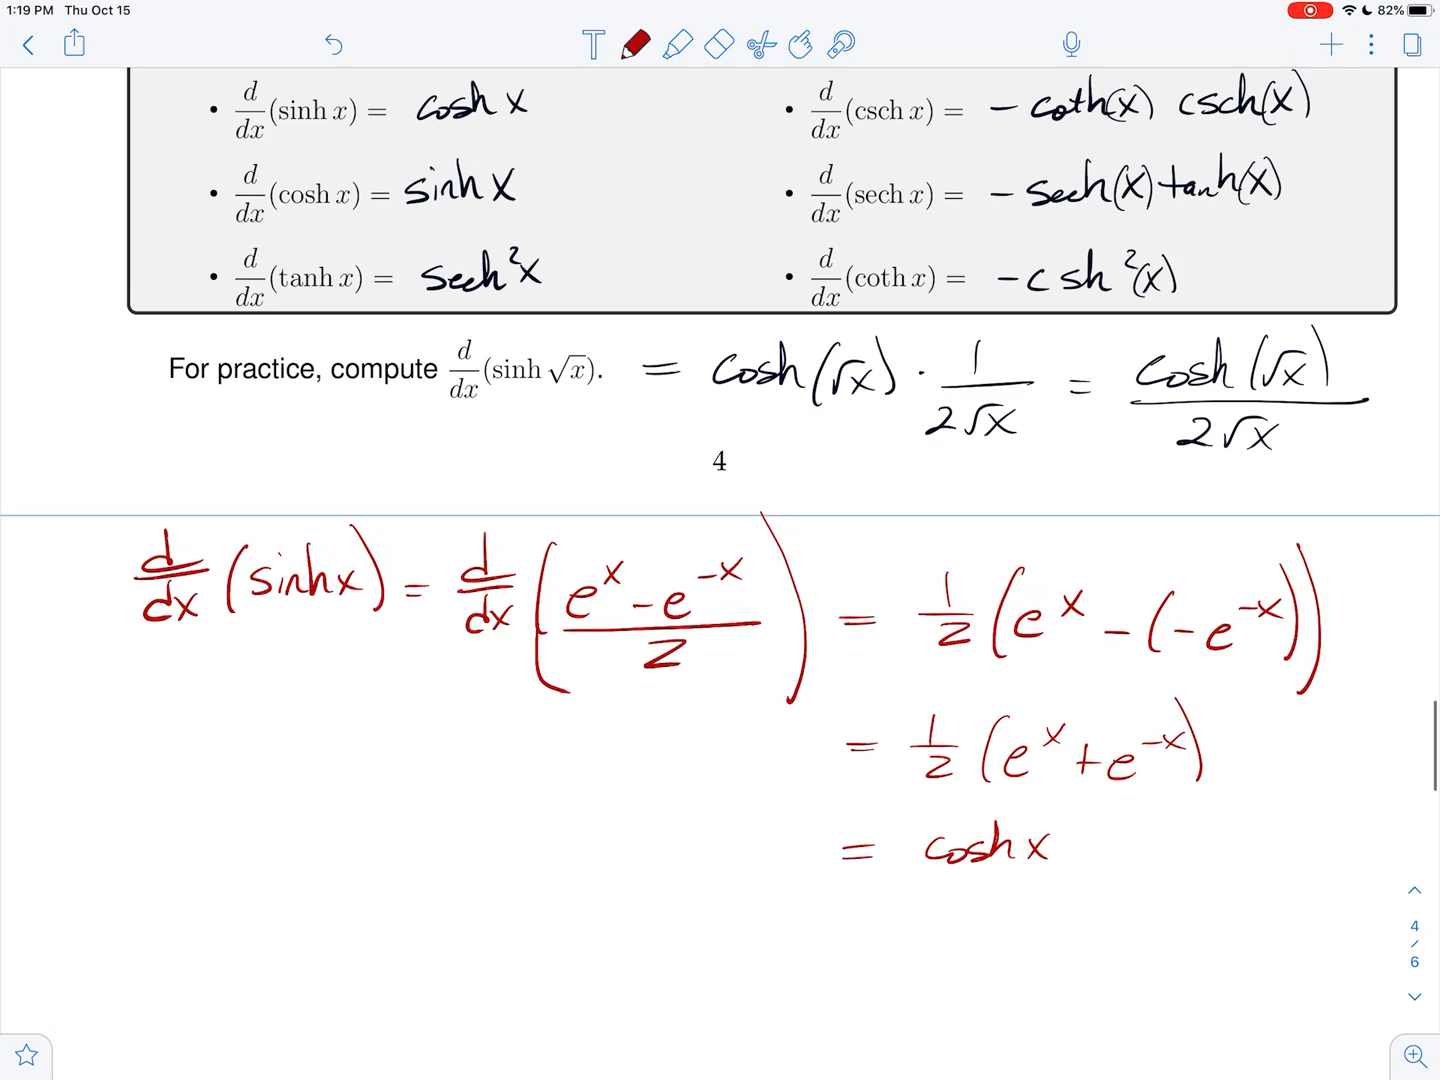 1:19 PM Thu Oct 15 82%
T
• d/dx (sinh x) = cosh x • d/dx (csch x) = - coth(x) csch(x)
• d/dx (cosh x) = sinh x • d/dx (sech x) = - sech(x) tanh(x)
• d/dx (tanh x) = sech²x • d/dx (coth x) = -csh²(x)
For practice, compute d/dx (sinh √x). = cosh(√x) · 1/(2√x) = cosh(√x)/(2√x)
4
d/dx (sinhx) = d/dx ((e^x - e^-x)/2) = 1/2 (e^x - (-e^-x))
= 1/2 (e^x + e^-x)
= coshx
4
/
6